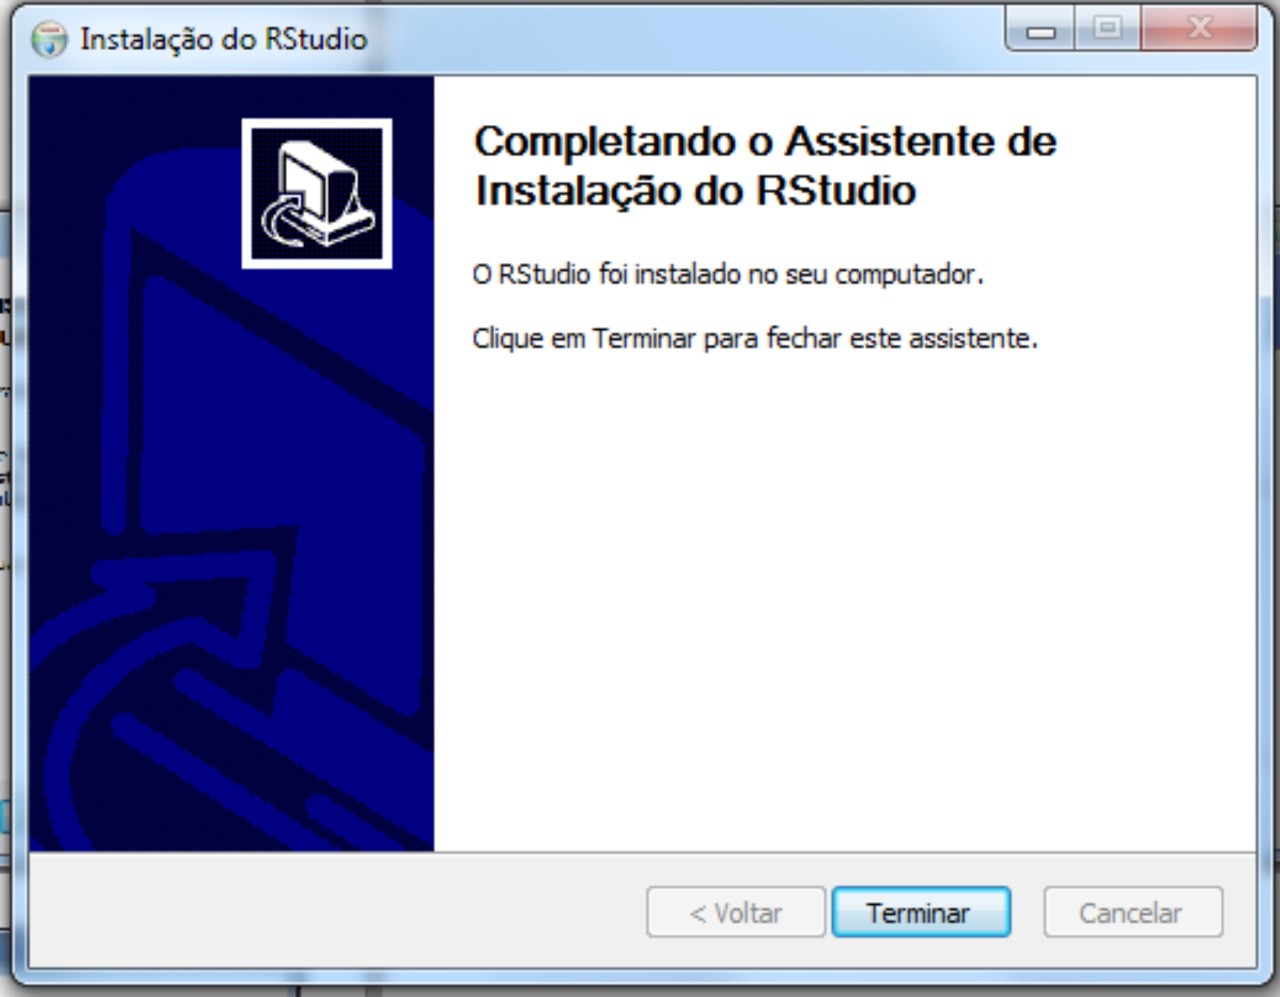 Instalação do RStudio
Completando o Assistente de
Instalação do RStudio
O RStudio foi instalado no seu computador.
Clique em Terminar para fechar este assistente.
< Voltar
Terminar
Cancelar